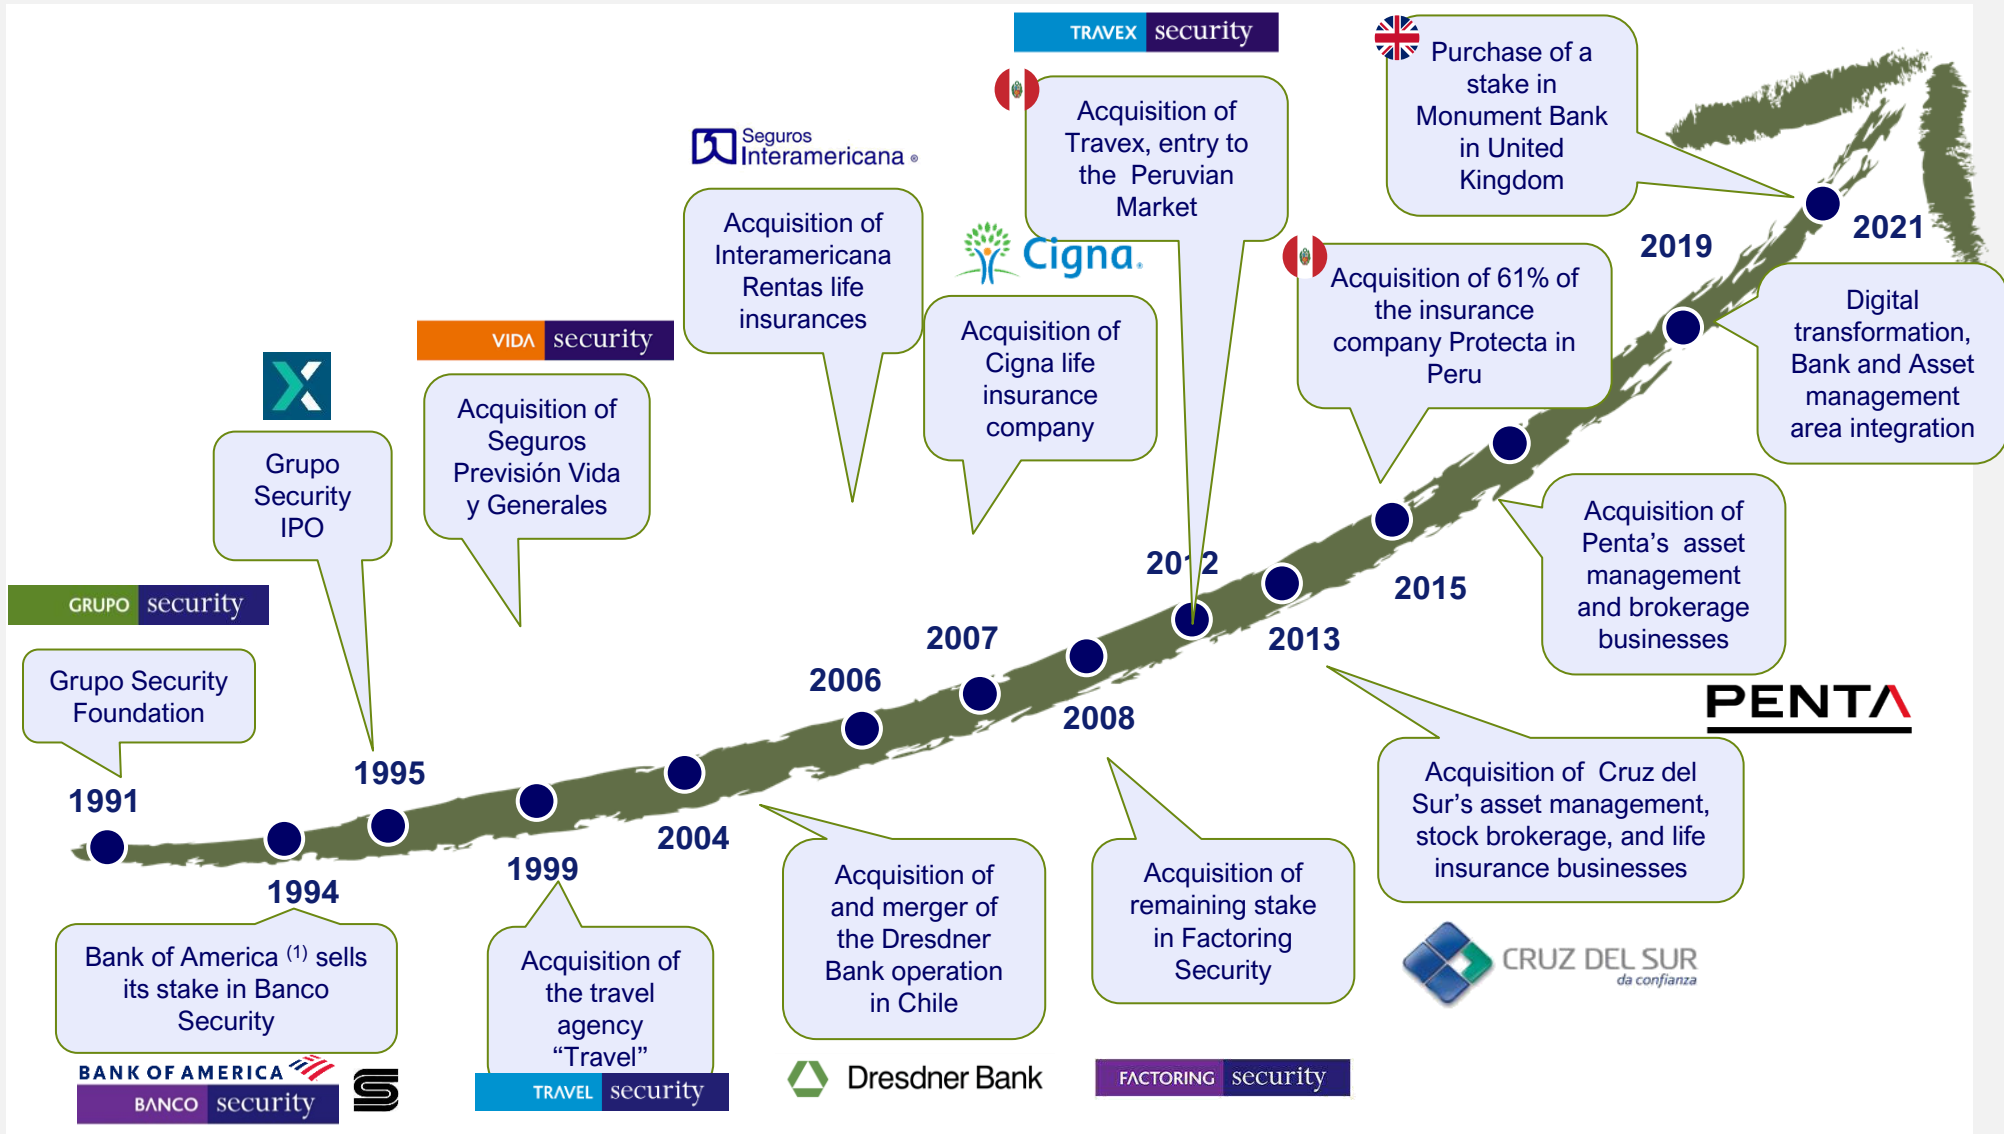 TRAVEX security
Acquisition of
Travex, entry to
the Peruvian
Market
Purchase of a
stake in
Monument Bank
in United
Kingdom
Seguros
Interamericana ®
Acquisition of
Interamericana
Rentas life
insurances
Cigna®
Acquisition of
Cigna life
insurance
company
Acquisition of 61% of
the insurance
company Protecta in
Peru
2019
2021
Digital
transformation,
Bank and Asset
management
area integration
VIDA security
Acquisition of
Seguros
Previsión Vida
y Generales
X
Grupo
Security
IPO
GRUPO security
Grupo Security
Foundation
1991
1995
1994
1999
2004
2006
2007
2008
2012
2013
2015
Acquisition of
Penta’s asset
management
and brokerage
businesses
PENTA
Bank of America (1) sells
its stake in Banco
Security
BANK OF AMERICA
BANCO security
Acquisition of
the travel
agency
“Travel”
TRAVEL security
Acquisition of
and merger of
the Dresdner
Bank operation
in Chile
Dresdner Bank
Acquisition of
remaining stake
in Factoring
Security
FACTORING security
Acquisition of Cruz del
Sur’s asset management,
stock brokerage, and life
insurance businesses
CRUZ DEL SUR
da confianza